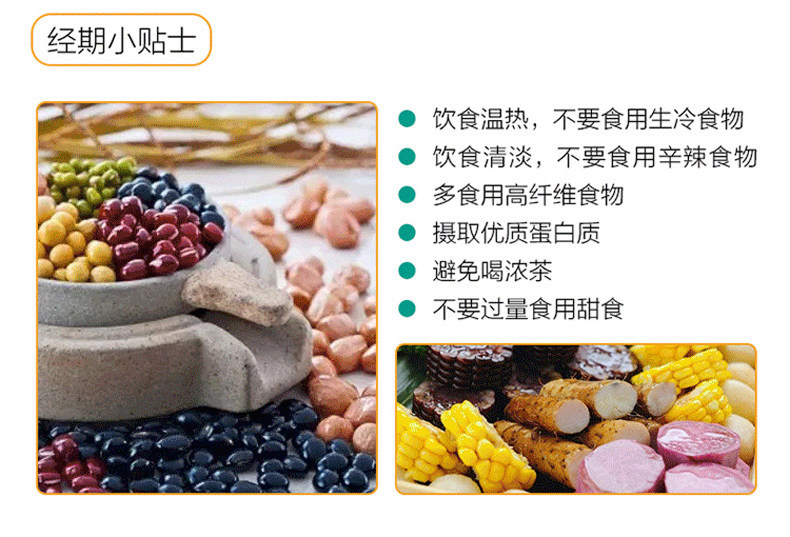 经期小贴士
饮食温热，不要食用生冷食物
饮食清淡，不要食用辛辣食物
多食用高纤维食物
摄取优质蛋白质
避免喝浓茶
不要过量食用甜食